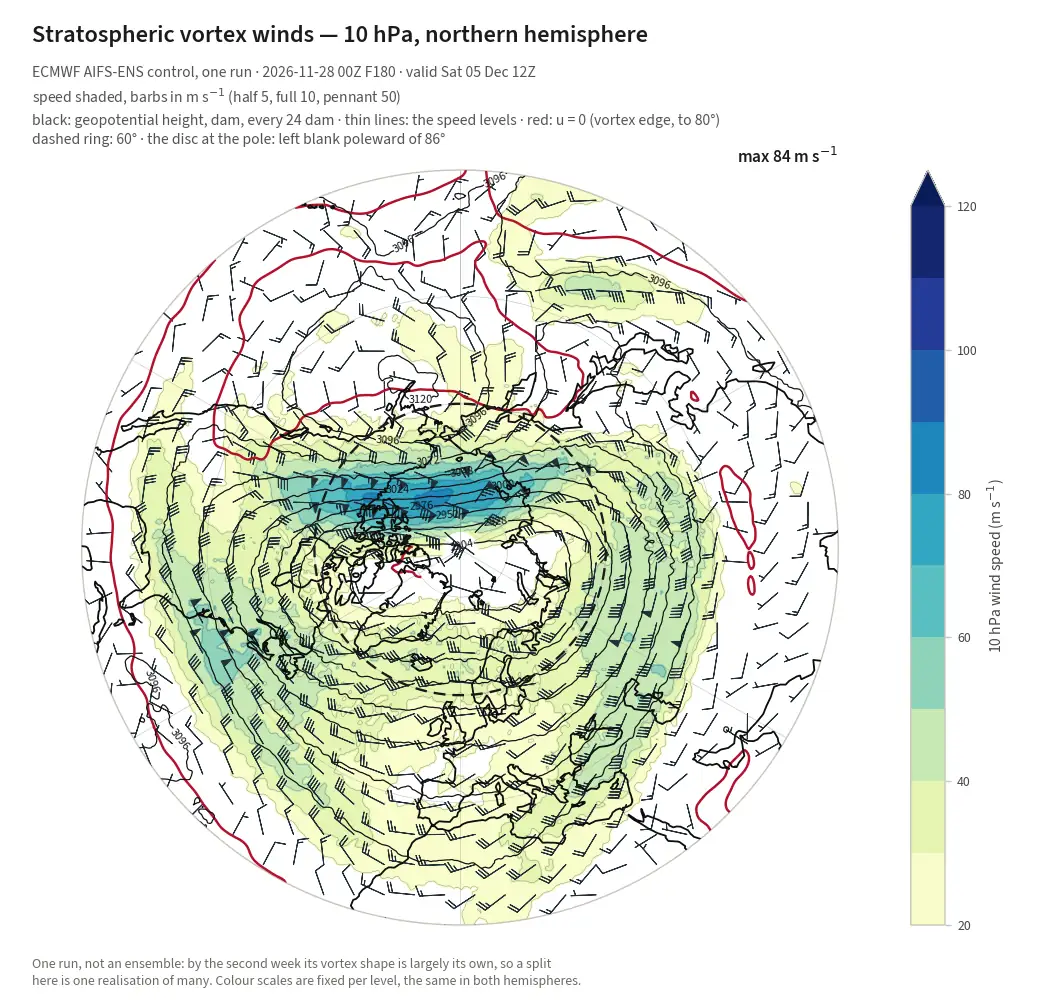 Stratospheric vortex winds — 10 hPa, northern hemisphere
ECMWF AIFS-ENS control, one run · 2026-11-28 00Z F180 · valid Sat 05 Dec 12Z
speed shaded, barbs in m s⁻¹ (half 5, full 10, pennant 50)
black: geopotential height, dam, every 24 dam · thin lines: the speed levels · red: u = 0 (vortex edge, to 80°)
dashed ring: 60° · the disc at the pole: left blank poleward of 86°
max 84 m s⁻¹
3096
3096
3096
3120
3096
3096
3024
2976
2952
3096
3096
120
100
80
60
40
20
10 hPa wind speed (m s⁻¹)
One run, not an ensemble: by the second week its vortex shape is largely its own, so a split
here is one realisation of many. Colour scales are fixed per level, the same in both hemispheres.